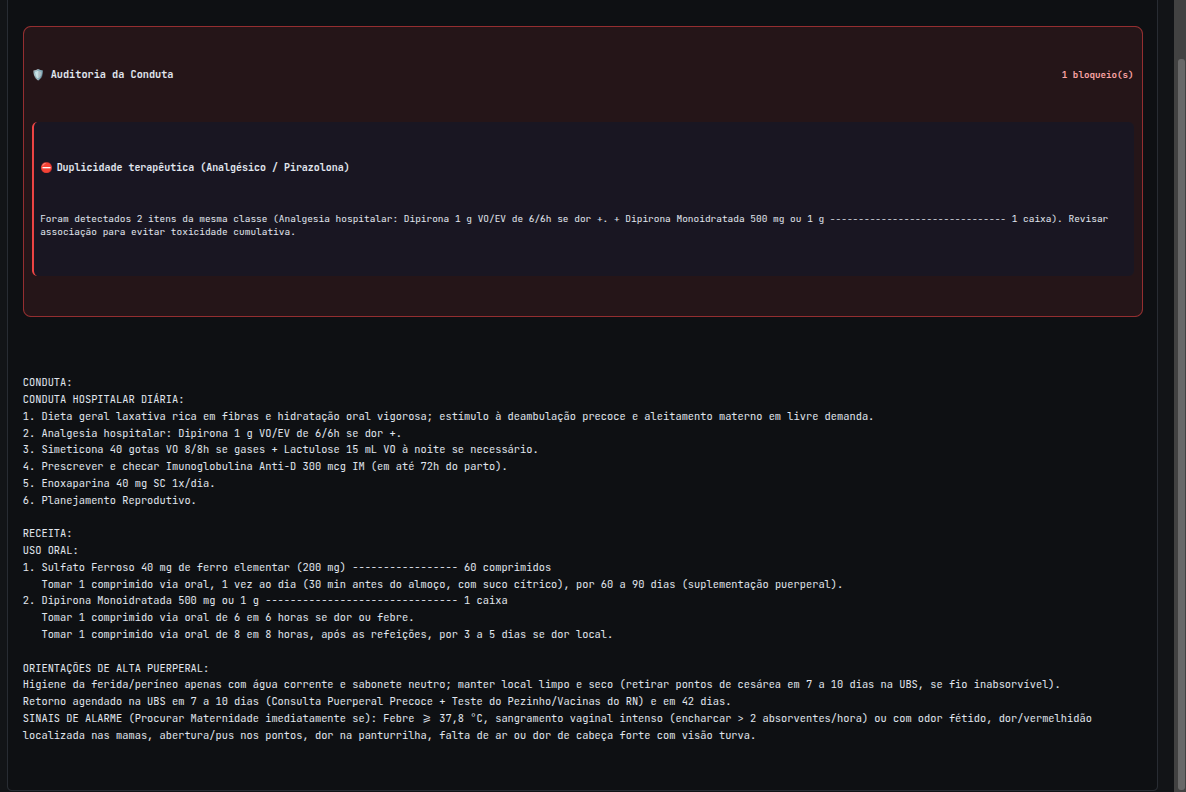 🛡️ Auditoria da Conduta
1 bloqueio(s)
⛔ Duplicidade terapêutica (Analgésico / Pirazolona)
Foram detectados 2 itens da mesma classe (Analgesia hospitalar: Dipirona 1 g VO/EV de 6/6h se dor +. + Dipirona Monoidratada 500 mg ou 1 g ------------------------------- 1 caixa). Revisar
associação para evitar toxicidade cumulativa.
CONDUTA:
CONDUTA HOSPITALAR DIÁRIA:
1. Dieta geral laxativa rica em fibras e hidratação oral vigorosa; estímulo à deambulação precoce e aleitamento materno em livre demanda.
2. Analgesia hospitalar: Dipirona 1 g VO/EV de 6/6h se dor +.
3. Simeticona 40 gotas VO 8/8h se gases + Lactulose 15 mL VO à noite se necessário.
4. Prescrever e checar Imunoglobulina Anti-D 300 mcg IM (em até 72h do parto).
5. Enoxaparina 40 mg SC 1x/dia.
6. Planejamento Reprodutivo.
RECEITA:
USO ORAL:
1. Sulfato Ferroso 40 mg de ferro elementar (200 mg) ----------------- 60 comprimidos
Tomar 1 comprimido via oral, 1 vez ao dia (30 min antes do almoço, com suco cítrico), por 60 a 90 dias (suplementação puerperal).
2. Dipirona Monoidratada 500 mg ou 1 g ------------------------------- 1 caixa
Tomar 1 comprimido via oral de 6 em 6 horas se dor ou febre.
Tomar 1 comprimido via oral de 8 em 8 horas, após as refeições, por 3 a 5 dias se dor local.
ORIENTAÇÕES DE ALTA PUERPERAL:
Higiene da ferida/períneo apenas com água corrente e sabonete neutro; manter local limpo e seco (retirar pontos de cesárea em 7 a 10 dias na UBS, se fio inabsorvível).
Retorno agendado na UBS em 7 a 10 dias (Consulta Puerperal Precoce + Teste do Pezinho/Vacinas do RN) e em 42 dias.
SINAIS DE ALARME (Procurar Maternidade imediatamente se): Febre ≥ 37,8 °C, sangramento vaginal intenso (encharcar > 2 absorventes/hora) ou com odor fétido, dor/vermelhidão
localizada nas mamas, abertura/pus nos pontos, dor na panturrilha, falta de ar ou dor de cabeça forte com visão turva.